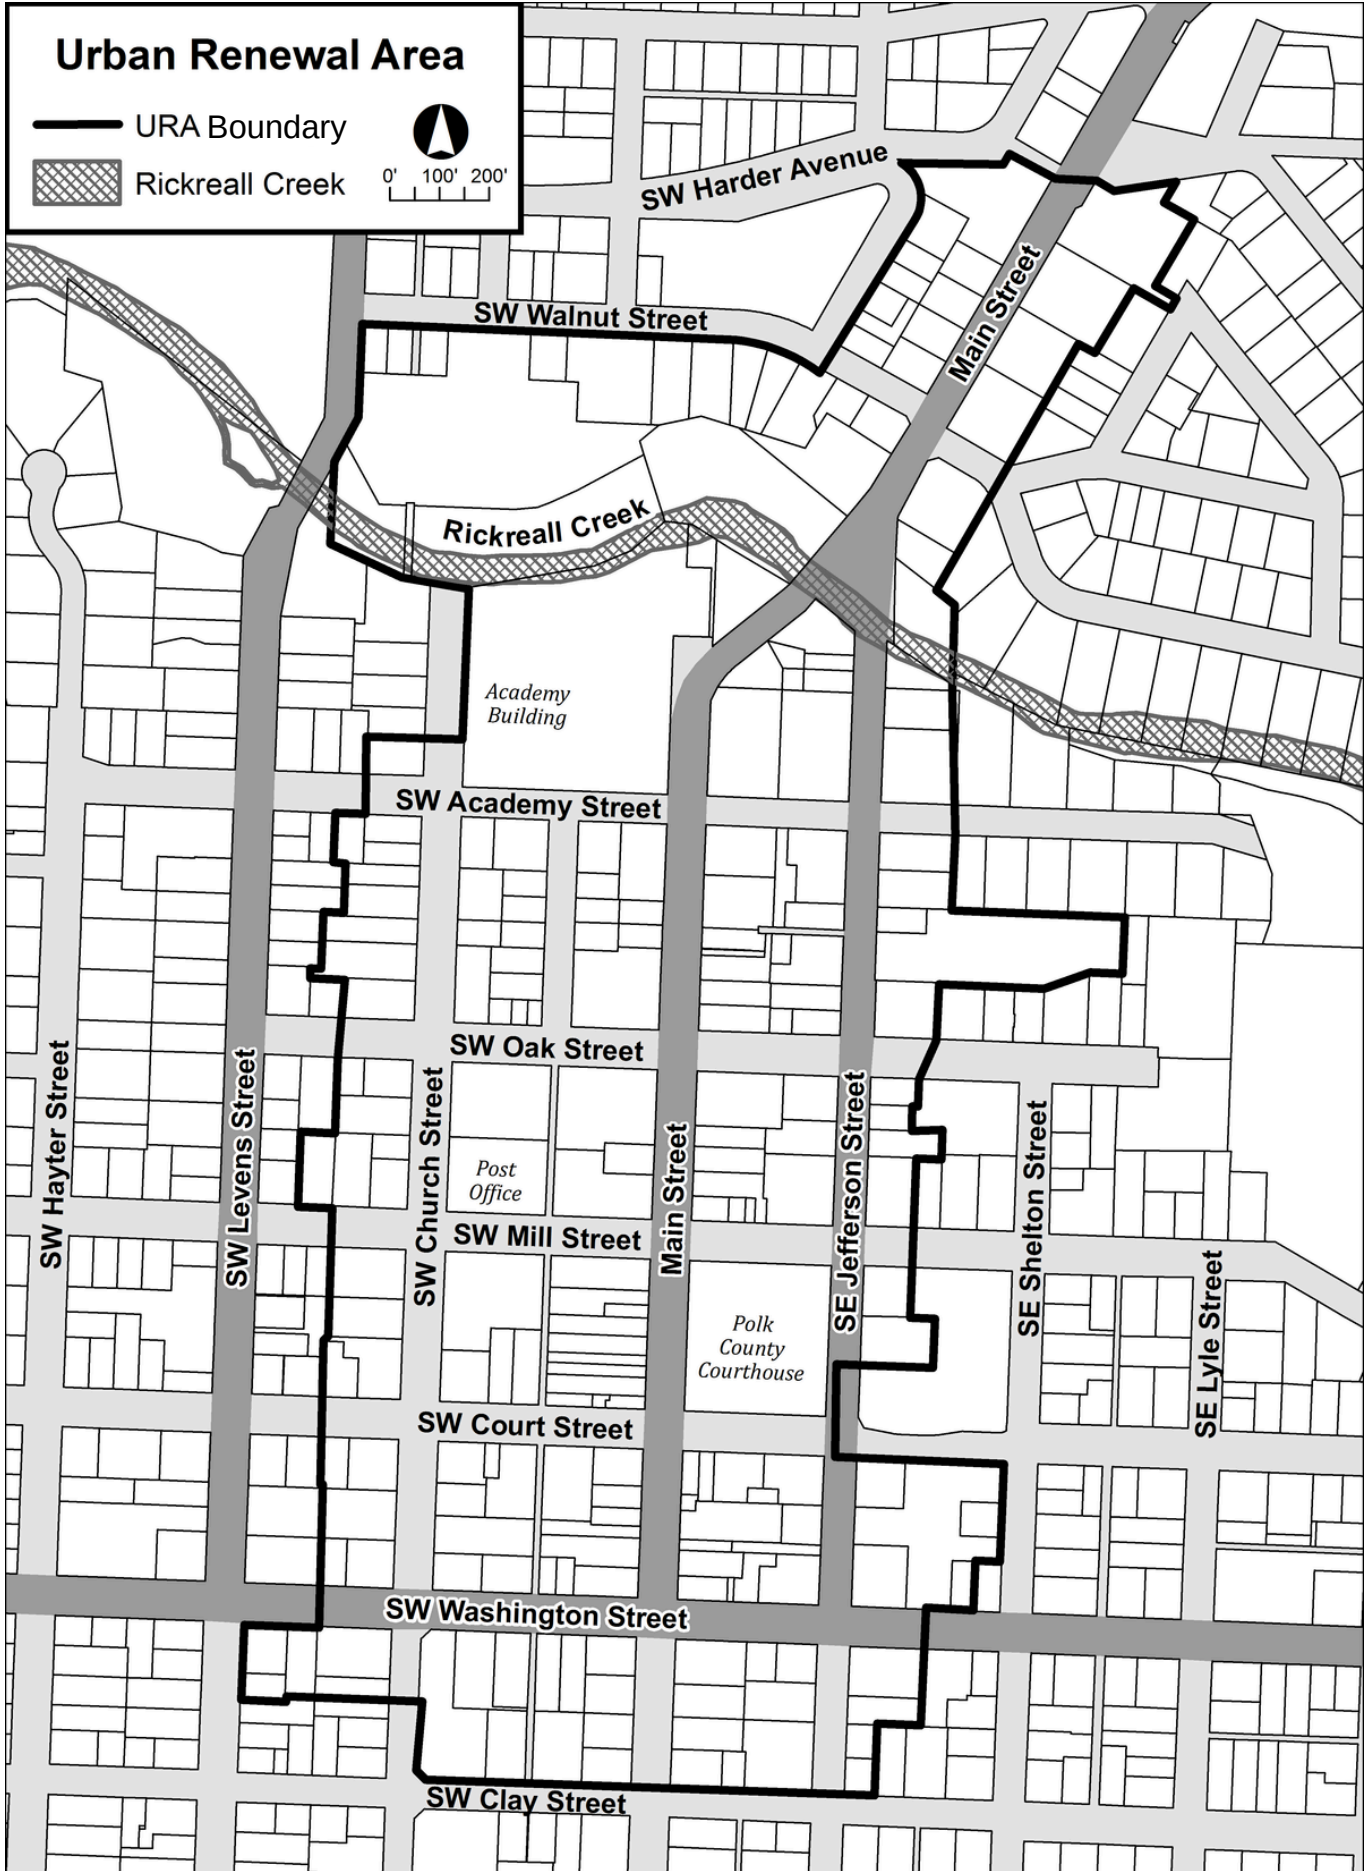 Urban Renewal Area
URA Boundary
Rickreall Creek
0' 100' 200'
SW Harder Avenue
Main Street
SW Walnut Street
Rickreall Creek
Academy
Building
SW Academy Street
SW Oak Street
SW Hayter Street
SW Levens Street
SW Church Street
Post
Office
Main Street
SE Jefferson Street
SE Shelton Street
SW Mill Street
SE Lyle Street
Polk
County
Courthouse
SW Court Street
SW Washington Street
SW Clay Street